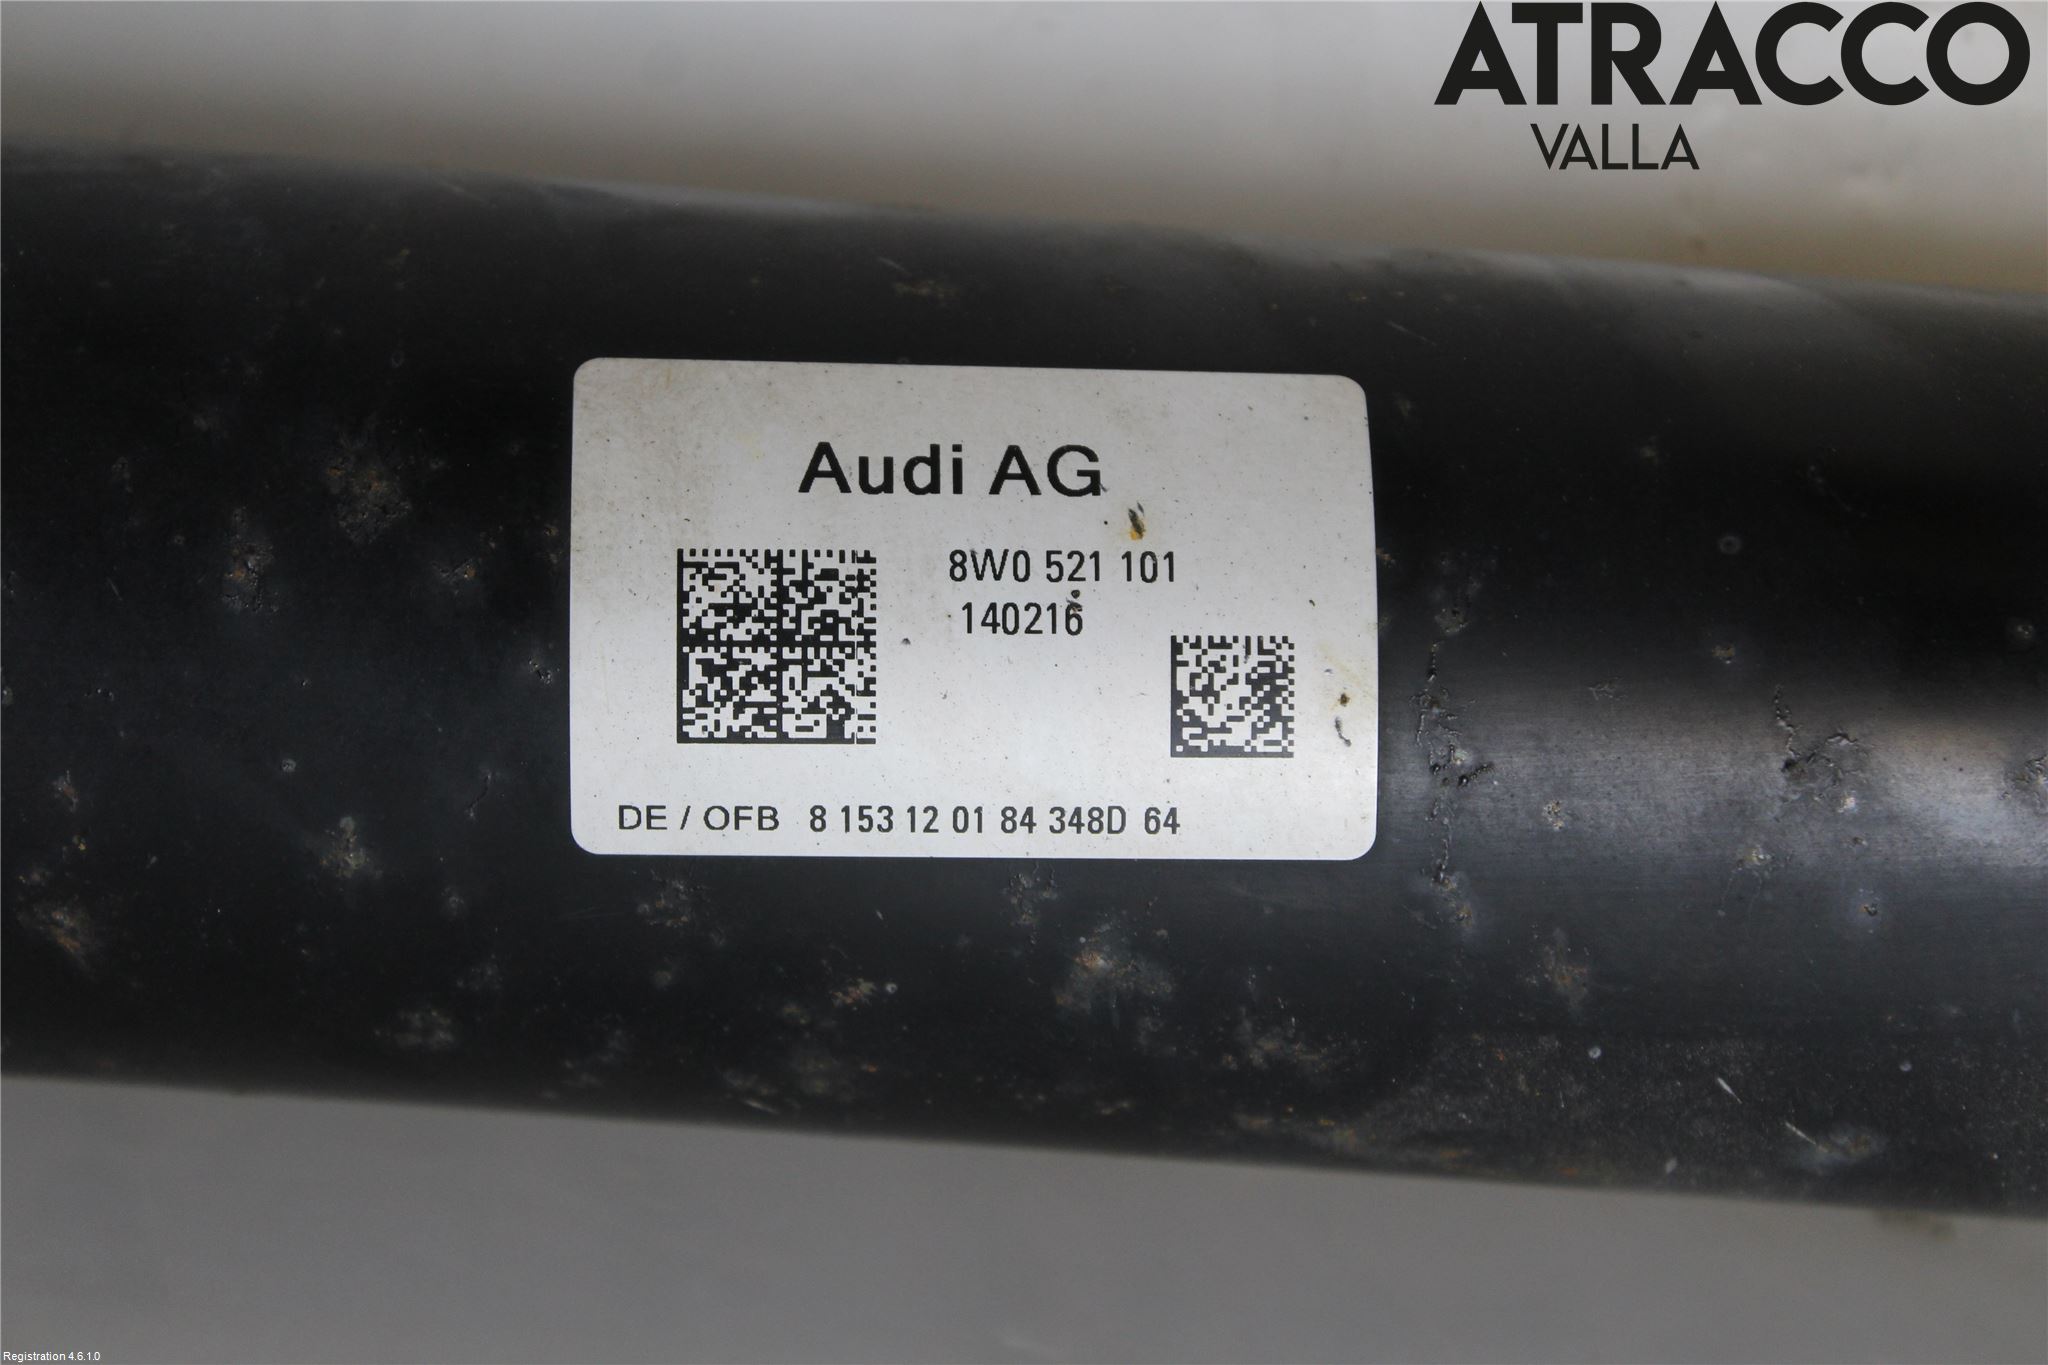 ATRACCO
VALLA
Audi AG
8W0 521 101
140216
DE / OFB 8 153 12 01 84 348D 64
Registration 4.6.1.0